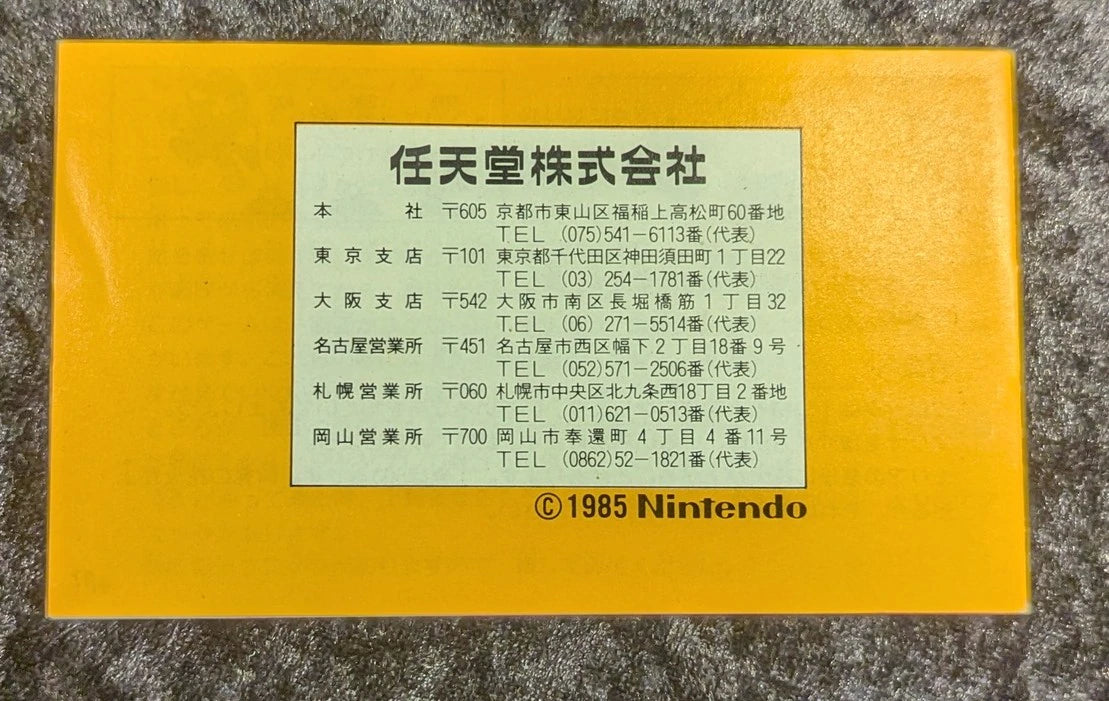 任天堂株式会社
本社 〒605 京都市東山区福稲上高松町60番地
TEL (075)541-6113番(代表)
東京支店 〒101 東京都千代田区神田須田町1丁目22
TEL (03) 254-1781番(代表)
大阪支店 〒542 大阪市南区長堀橋筋1丁目32
TEL (06) 271-5514番(代表)
名古屋営業所 〒451 名古屋市西区幅下2丁目18番9号
TEL (052)571-2506番(代表)
札幌営業所 〒060 札幌市中央区北九条西18丁目2番地
TEL (011)621-0513番(代表)
岡山営業所 〒700 岡山市奉還町4丁目4番11号
TEL (0862)52-1821番(代表)
©1985 Nintendo